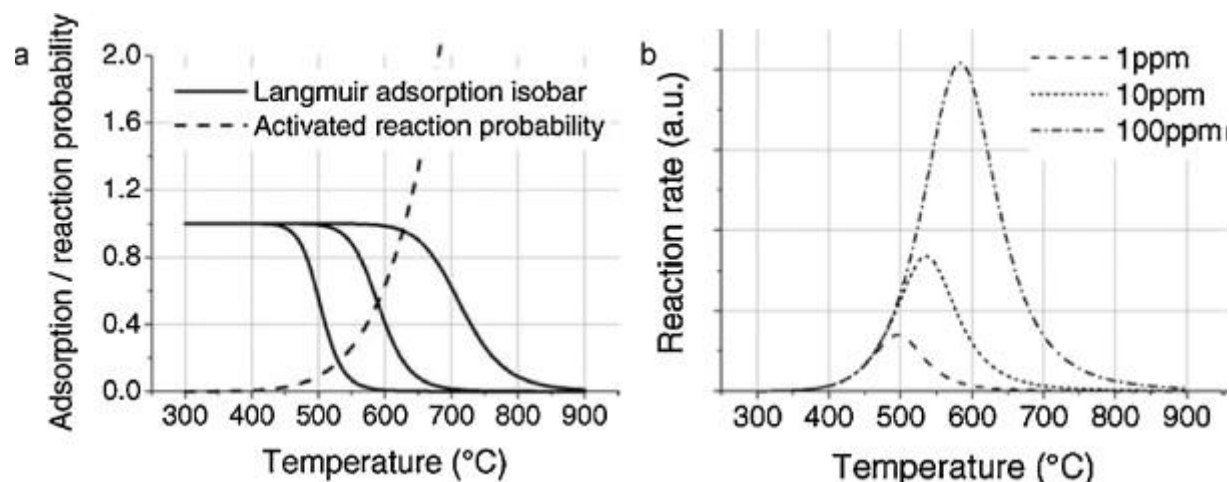 a
2.0
1.6
1.2
0.8
0.4
0.0
Adsorption / reaction probability
Langmuir adsorption isobar
Activated reaction probability
300 400 500 600 700 800 900
Temperature (°C)
b
Reaction rate (a.u.)
1ppm
10ppm
100ppm
300 400 500 600 700 800 900
Temperature (°C)